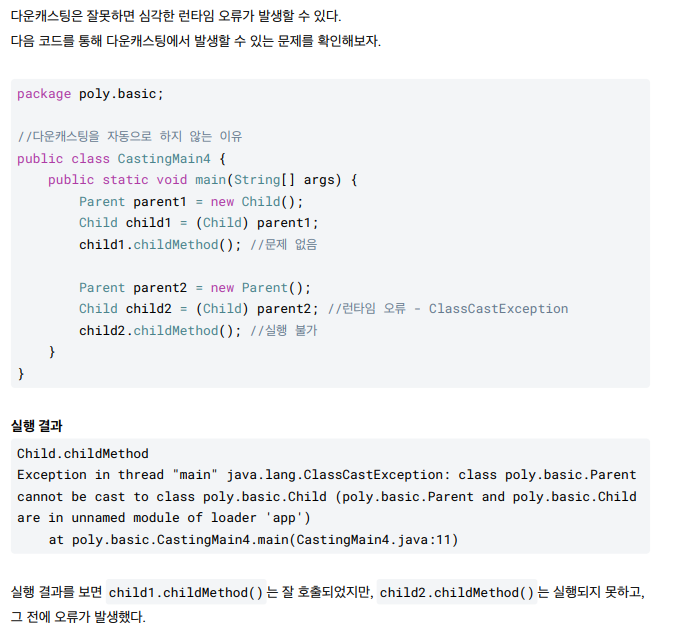 다운캐스팅은 잘못하면 심각한 런타임 오류가 발생할 수 있다.
다음 코드를 통해 다운캐스팅에서 발생할 수 있는 문제를 확인해보자.
package poly.basic;
//다운캐스팅을 자동으로 하지 않는 이유
public class CastingMain4 {
    public static void main(String[] args) {
        Parent parent1 = new Child();
        Child child1 = (Child) parent1;
        child1.childMethod(); //문제 없음
        Parent parent2 = new Parent();
        Child child2 = (Child) parent2; //런타임 오류 - ClassCastException
        child2.childMethod(); //실행 불가
    }
}
실행 결과
Child.childMethod
Exception in thread "main" java.lang.ClassCastException: class poly.basic.Parent
cannot be cast to class poly.basic.Child (poly.basic.Parent and poly.basic.Child
are in unnamed module of loader 'app')
    at poly.basic.CastingMain4.main(CastingMain4.java:11)
실행 결과를 보면 child1.childMethod() 는 잘 호출되었지만, child2.childMethod() 는 실행되지 못하고,
그 전에 오류가 발생했다.